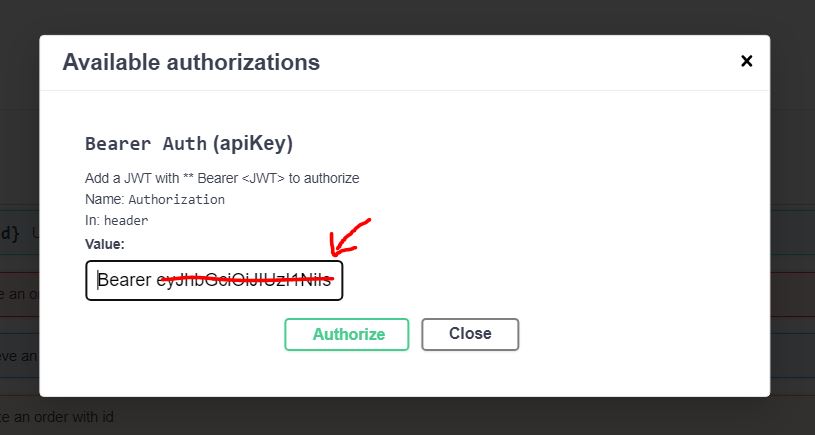 Available authorizations
×
Bearer Auth (apiKey)
Add a JWT with ** Bearer <JWT> to authorize
Name: Authorization
In: header
Value:
Bearer eyJhbGciOiJIUzI1NiIs
Authorize
Close
d} U
e an o
eve an
te an order with id